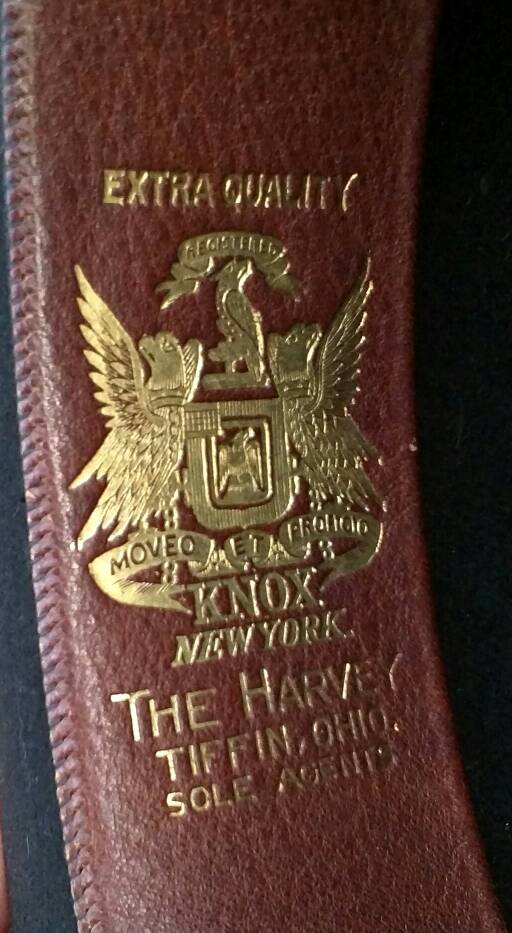 EXTRA QUALITY
REGISTERED
MOVEO ET PROFICIO
KNOX
NEW YORK.
THE HARVEY
TIFFIN, OHIO.
SOLE AGENTS